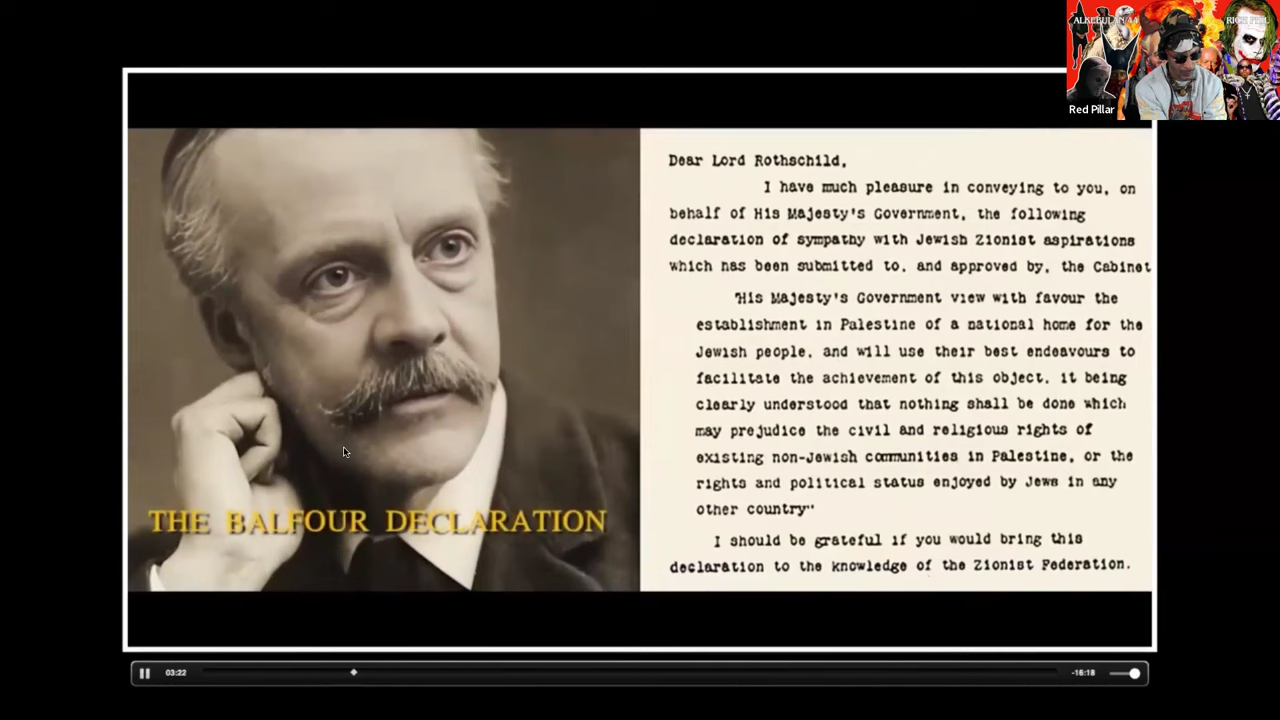 ALKEBULAN 44
Red Pillar
Dear Lord Rothschild,
I have much pleasure in conveying to you, on
behalf of His Majesty's Government, the following
declaration of sympathy with Jewish Zionist aspirations
which has been submitted to, and approved by, the Cabinet
"His Majesty's Government view with favour the
establishment in Palestine of a national home for the
Jewish people, and will use their best endeavours to
facilitate the achievement of this object, it being
clearly understood that nothing shall be done which
may prejudice the civil and religious rights of
existing non-Jewish communities in Palestine, or the
rights and political status enjoyed by Jews in any
other country"
I should be grateful if you would bring this
declaration to the knowledge of the Zionist Federation.
THE BALFOUR DECLARATION
03:22
-16:18